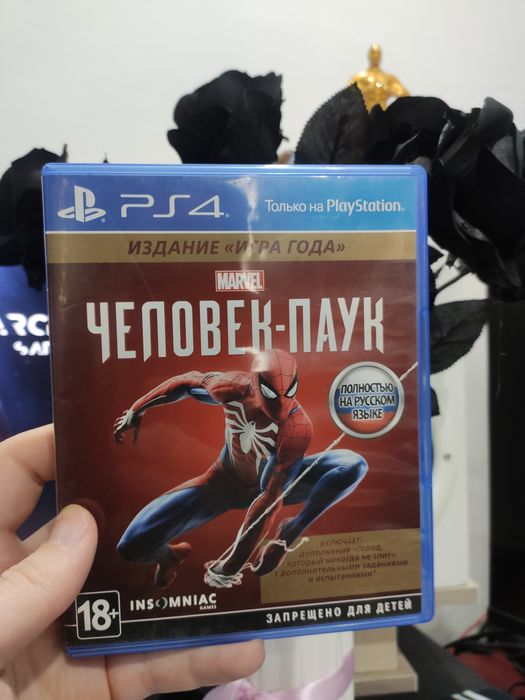 PS4
Только на PlayStation
ИЗДАНИЕ «ИГРА ГОДА»
MARVEL
ЧЕЛОВЕК-ПАУК
ПОЛНОСТЬЮ
НА РУССКОМ
ЯЗЫКЕ
ВКЛЮЧАЕТ:
дополнение «Город,
который никогда не спит»
с дополнительными заданиями
и испытаниями
18+
INSOMNIAC
GAMES
ЗАПРЕЩЕНО ДЛЯ ДЕТЕЙ